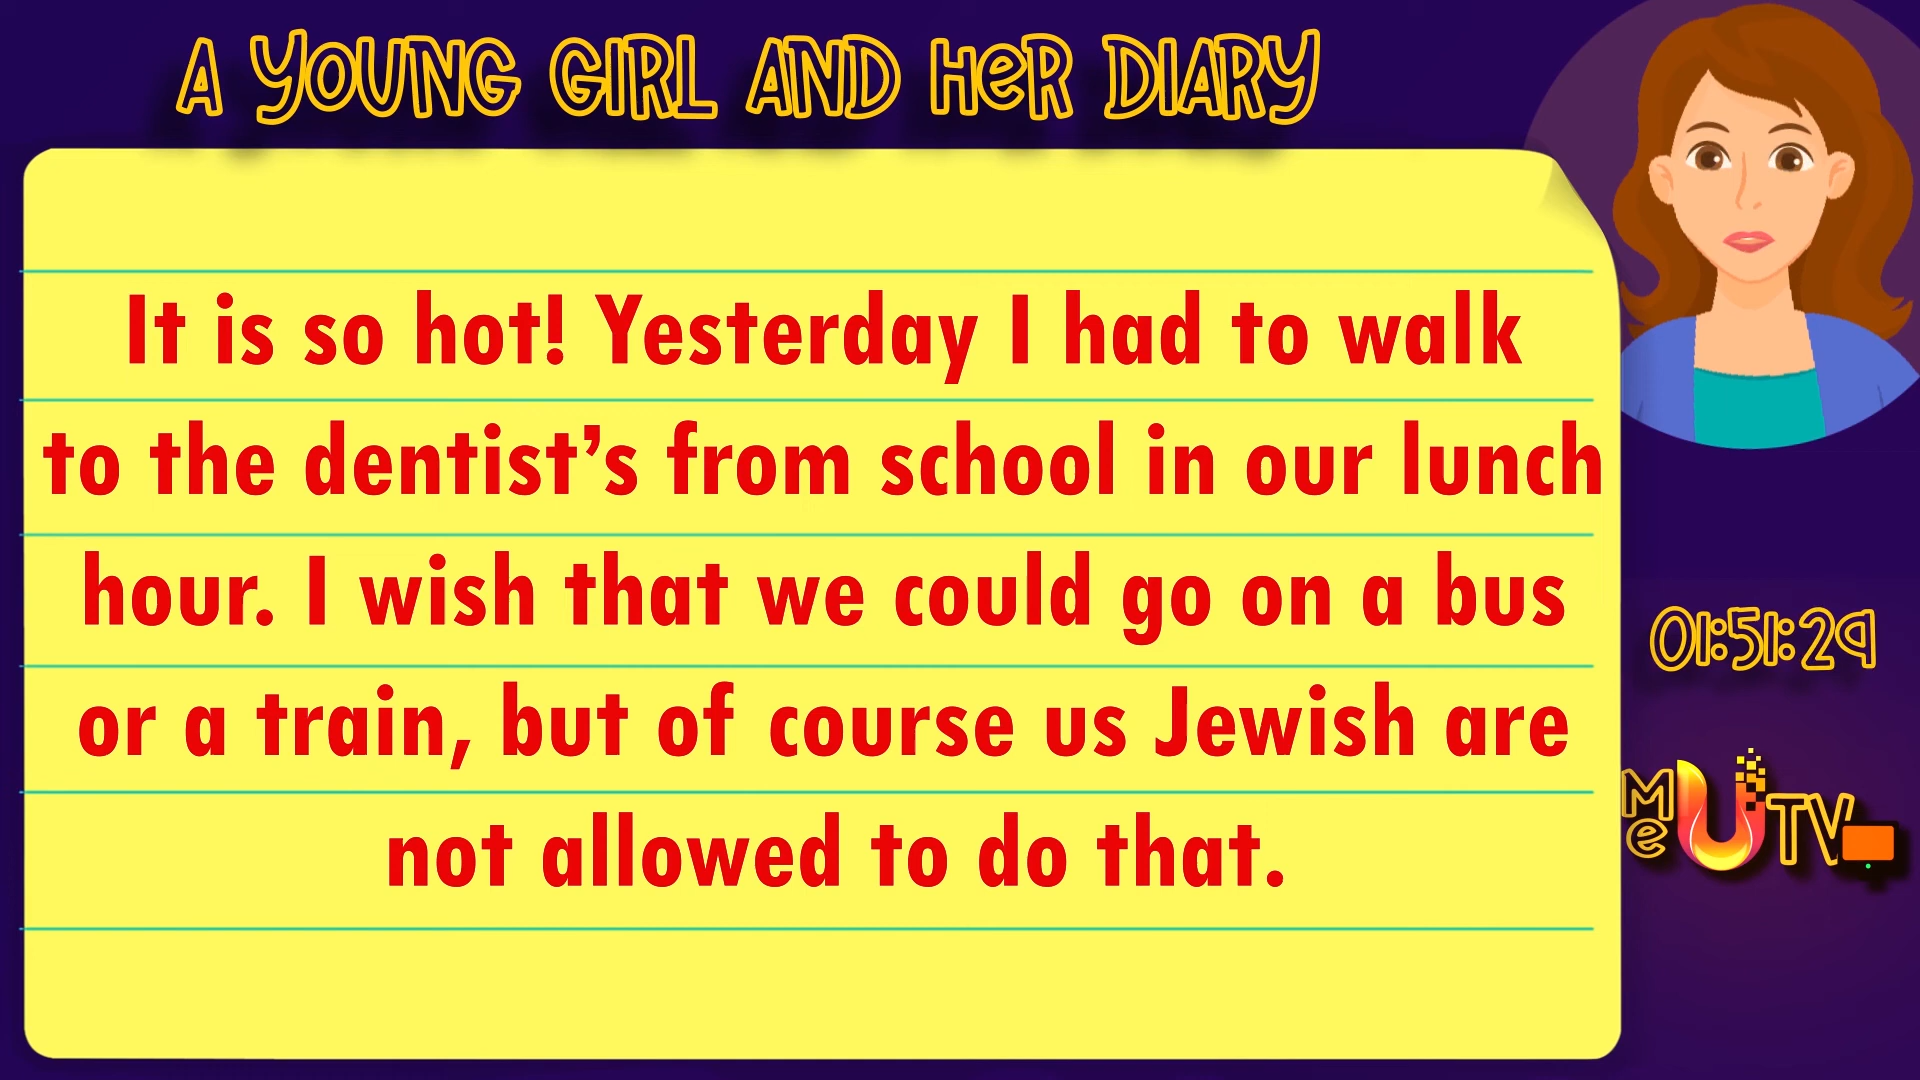 A YOUNG GIRL AND HeR DIARY
It is so hot! Yesterday I had to walk
to the dentist’s from school in our lunch
hour. I wish that we could go on a bus
or a train, but of course us Jewish are
not allowed to do that.
01:51:29
Me U TV